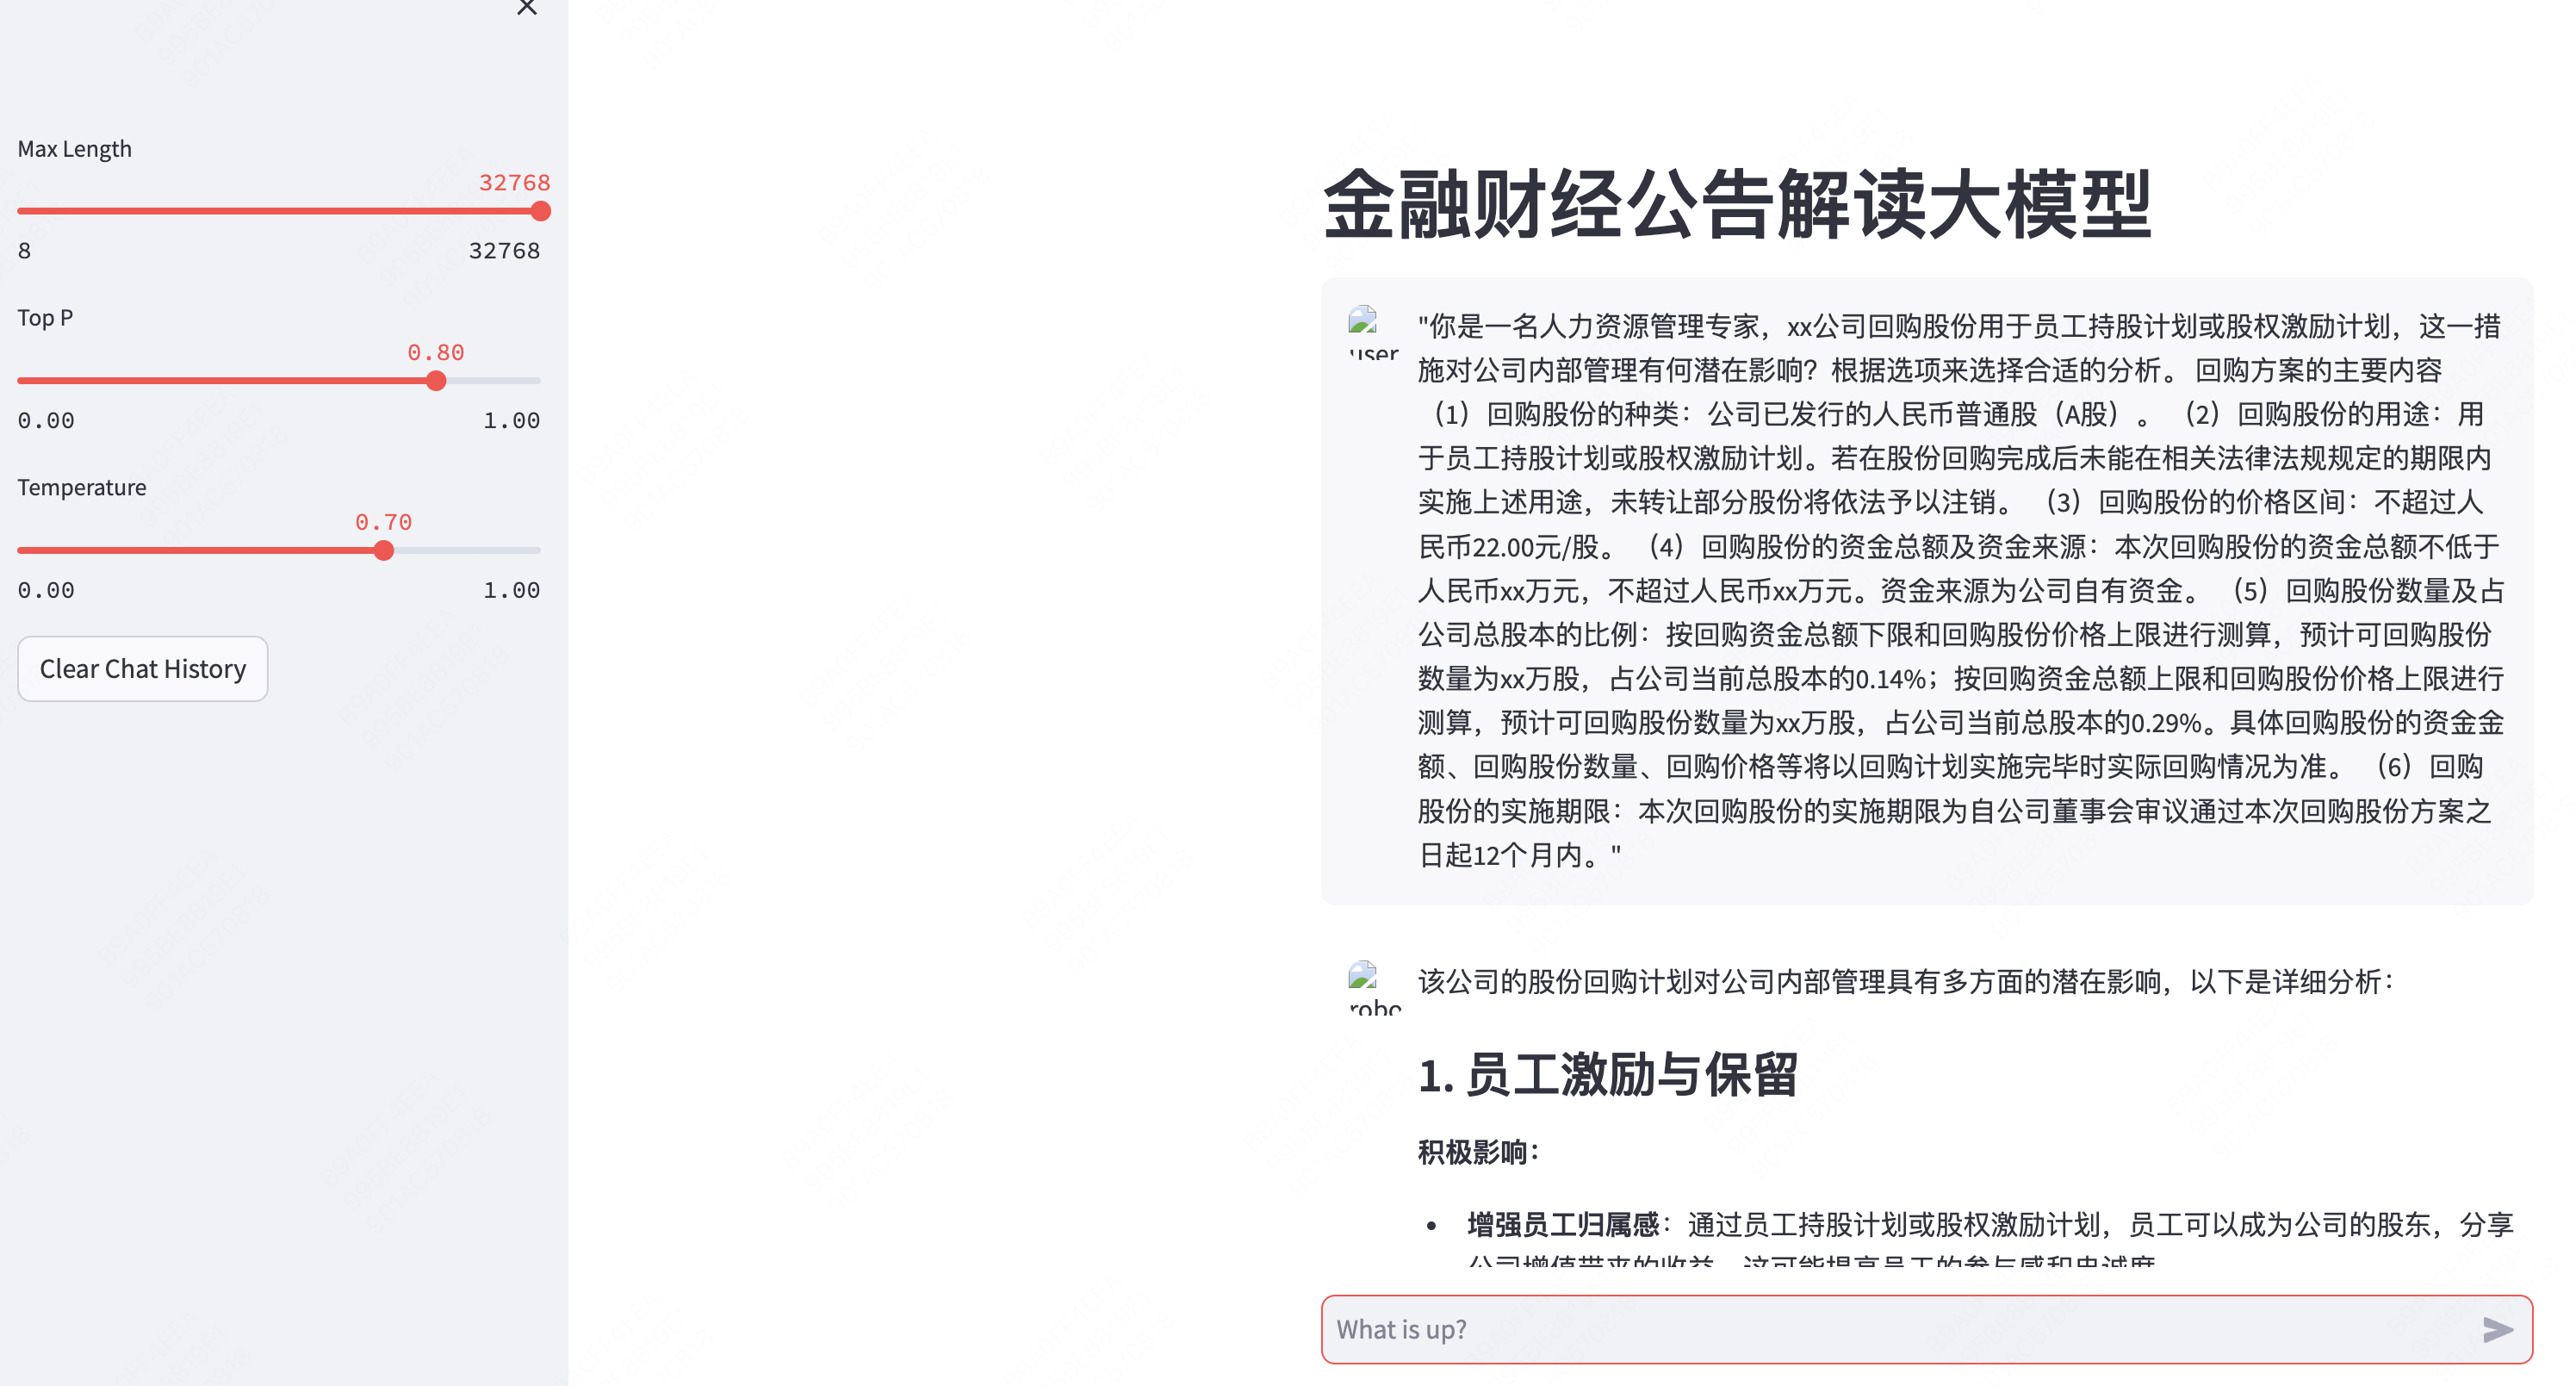 Max Length
32768
8 32768
Top P
0.80
0.00 1.00
Temperature
0.70
0.00 1.00
Clear Chat History
金融财经公告解读大模型
user
"你是一名人力资源管理专家，xx公司回购股份用于员工持股计划或股权激励计划，这一措
施对公司内部管理有何潜在影响？根据选项来选择合适的分析。 回购方案的主要内容
（1）回购股份的种类：公司已发行的人民币普通股（A股）。 （2）回购股份的用途：用
于员工持股计划或股权激励计划。若在股份回购完成后未能在相关法律法规规定的期限内
实施上述用途，未转让部分股份将依法予以注销。 （3）回购股份的价格区间：不超过人
民币22.00元/股。 （4）回购股份的资金总额及资金来源：本次回购股份的资金总额不低于
人民币xx万元，不超过人民币xx万元。资金来源为公司自有资金。 （5）回购股份数量及占
公司总股本的比例：按回购资金总额下限和回购股份价格上限进行测算，预计可回购股份
数量为xx万股，占公司当前总股本的0.14%；按回购资金总额上限和回购股份价格上限进行
测算，预计可回购股份数量为xx万股，占公司当前总股本的0.29%。具体回购股份的资金金
额、回购股份数量、回购价格等将以回购计划实施完毕时实际回购情况为准。 （6）回购
股份的实施期限：本次回购股份的实施期限为自公司董事会审议通过本次回购股份方案之
日起12个月内。"
robo
该公司的股份回购计划对公司内部管理具有多方面的潜在影响，以下是详细分析：
1. 员工激励与保留
积极影响：
• 增强员工归属感：通过员工持股计划或股权激励计划，员工可以成为公司的股东，分享
公司增值带来的收益，这可能提高员工的参与感和忠诚度
What is up?